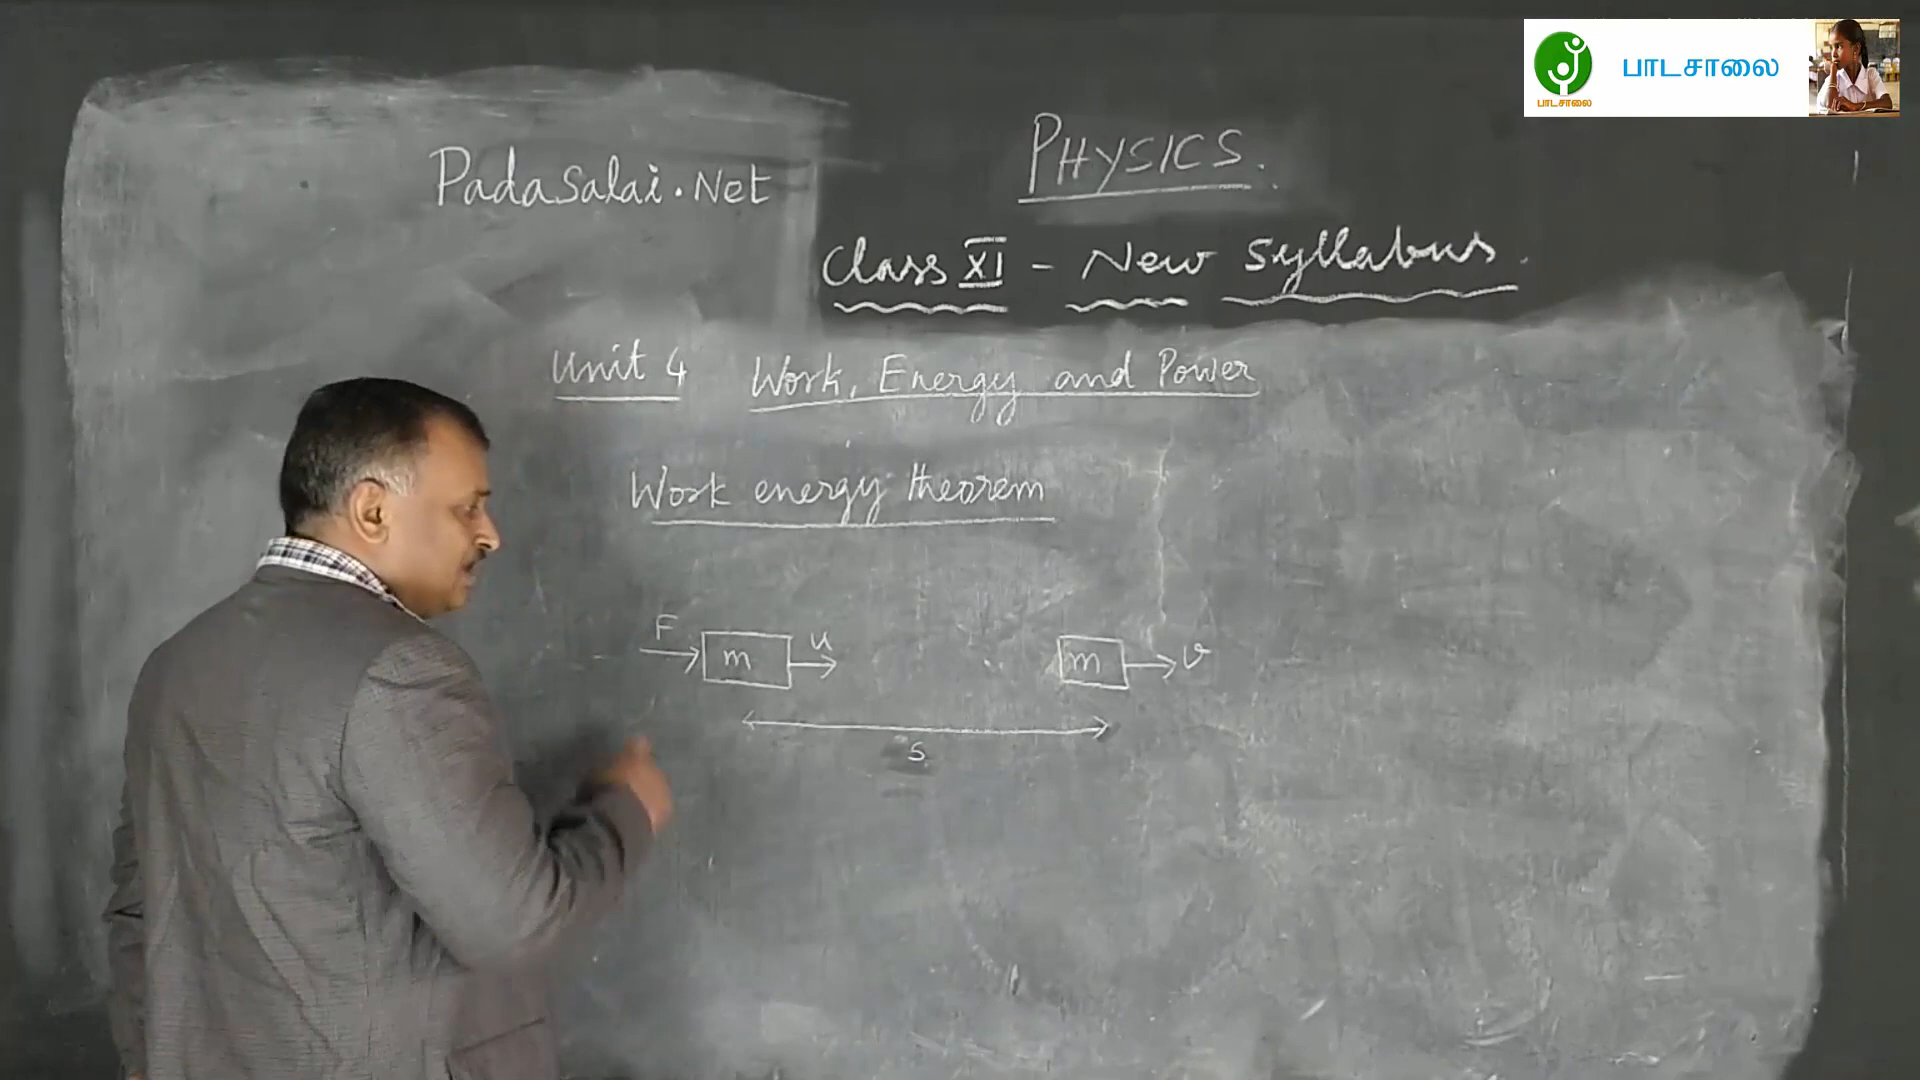 பாடசாலை
பாடசாலை
PHYSICS.
PadaSalai.Net
Class XI - New Syllabus.
Unit 4 Work, Energy and Power
Work energy theorem
F m u m v
s